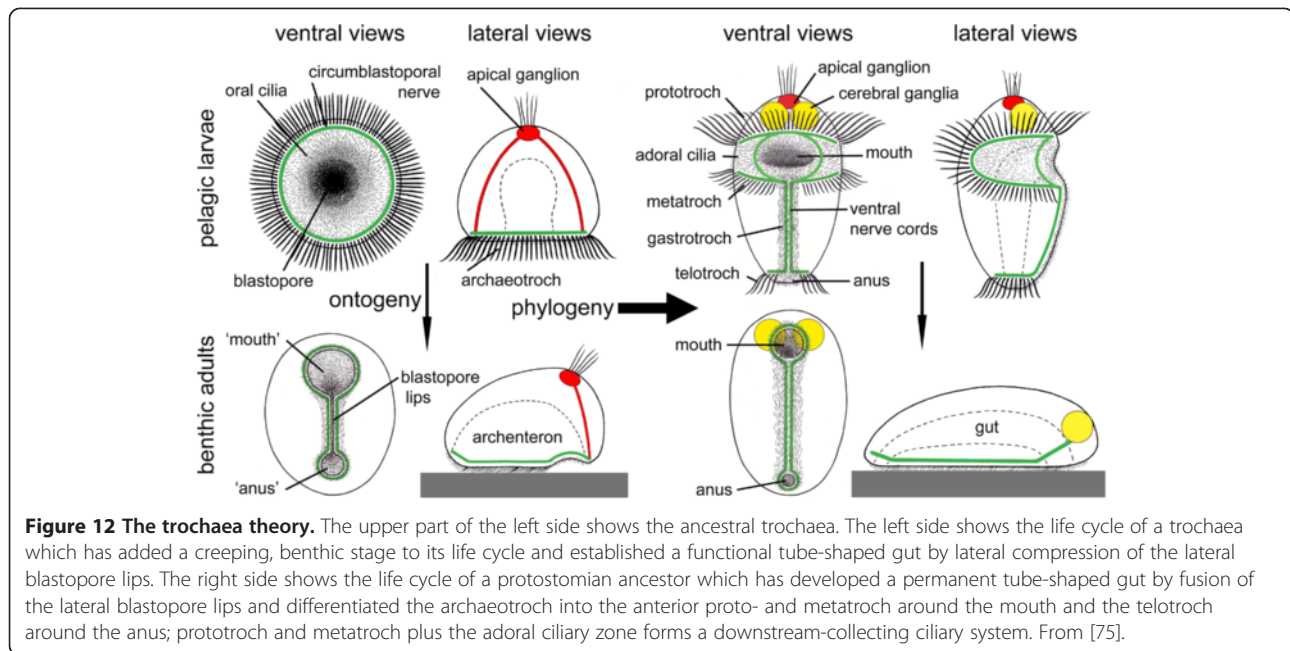 ventral views
lateral views
ventral views
lateral views
pelagic larvae
oral cilia
circumblastoporal
nerve
apical ganglion
blastopore
archaeotroch
prototroch
apical ganglion
cerebral ganglia
adoral cilia
mouth
metatroch
ventral
nerve cords
gastrotroch
telotroch
anus
ontogeny
phylogeny
benthic adults
'mouth'
blastopore
lips
'anus'
archenteron
mouth
anus
gut
Figure 12 The trochaea theory. The upper part of the left side shows the ancestral trochaea. The left side shows the life cycle of a trochaea
which has added a creeping, benthic stage to its life cycle and established a functional tube-shaped gut by lateral compression of the lateral
blastopore lips. The right side shows the life cycle of a protostomian ancestor which has developed a permanent tube-shaped gut by fusion of
the lateral blastopore lips and differentiated the archaeotroch into the anterior proto- and metatroch around the mouth and the telotroch
around the anus; prototroch and metatroch plus the adoral ciliary zone forms a downstream-collecting ciliary system. From [75].